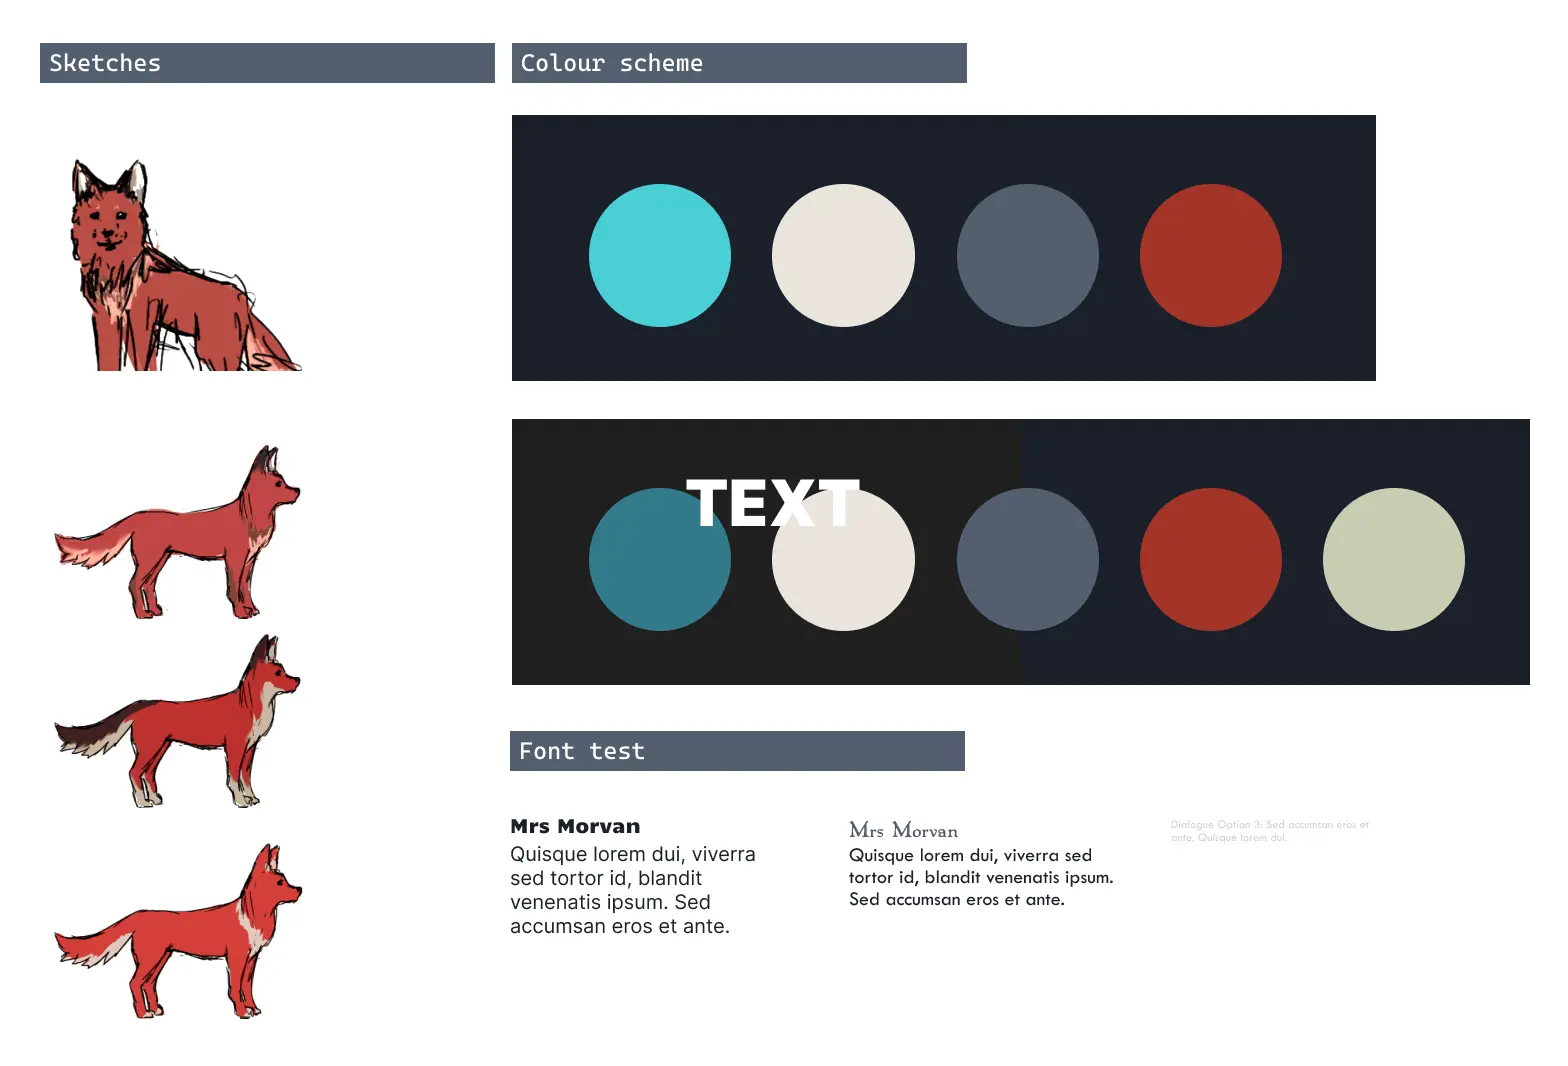 Sketches
Colour scheme
TEXT
Font test
Mrs Morvan
Quisque lorem dui, viverra
sed tortor id, blandit
venenatis ipsum. Sed
accumsan eros et ante.
Mrs Morvan
Quisque lorem dui, viverra sed
tortor id, blandit venenatis ipsum.
Sed accumsan eros et ante.
Dialogue Option 3: Sed accumsan eros et
ante. Quisque lorem dui.